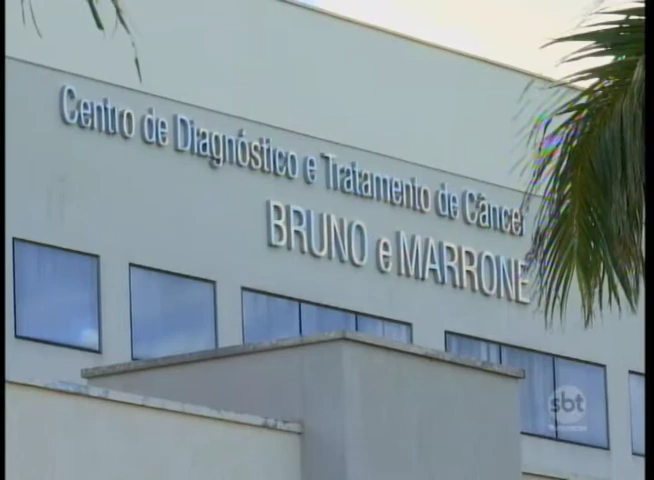 Centro de Diagnóstico e Tratamento de Câncer
BRUNO e MARRONE
sbt